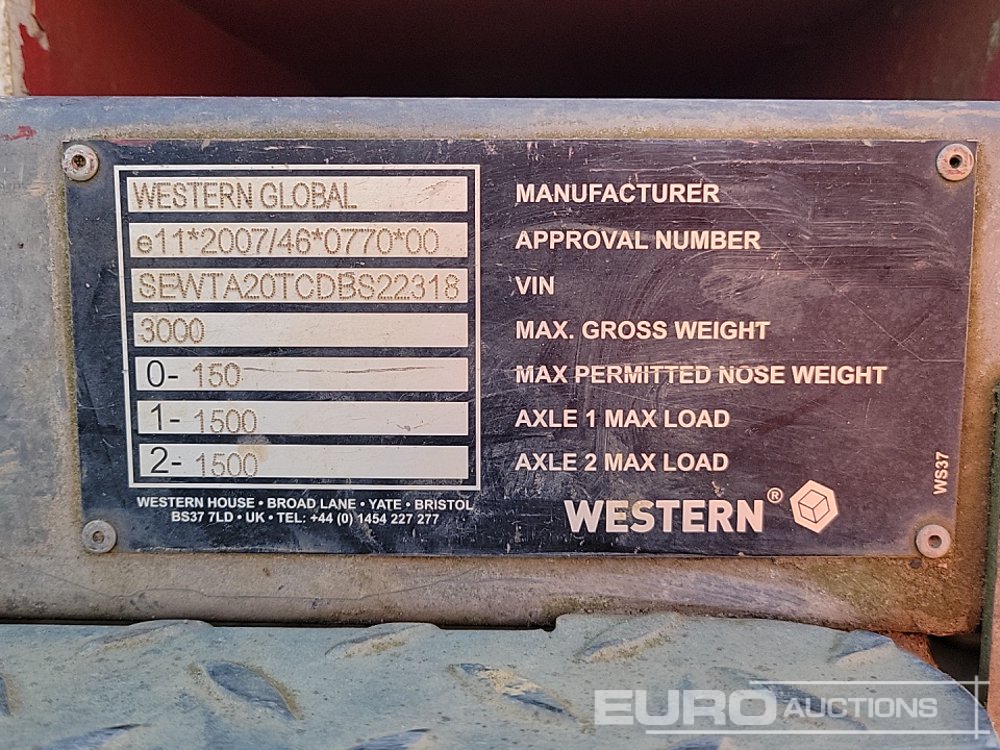 WESTERN GLOBAL MANUFACTURER
e11*2007/46*0770*00 APPROVAL NUMBER
SEWTA20TCDBS22318 VIN
3000 MAX. GROSS WEIGHT
0- 150 MAX PERMITTED NOSE WEIGHT
1- 1500 AXLE 1 MAX LOAD
2- 1500 AXLE 2 MAX LOAD
WESTERN HOUSE • BROAD LANE • YATE • BRISTOL
BS37 7LD • UK • TEL: +44 (0) 1454 227 277
WESTERN®
WS37
EURO AUCTIONS